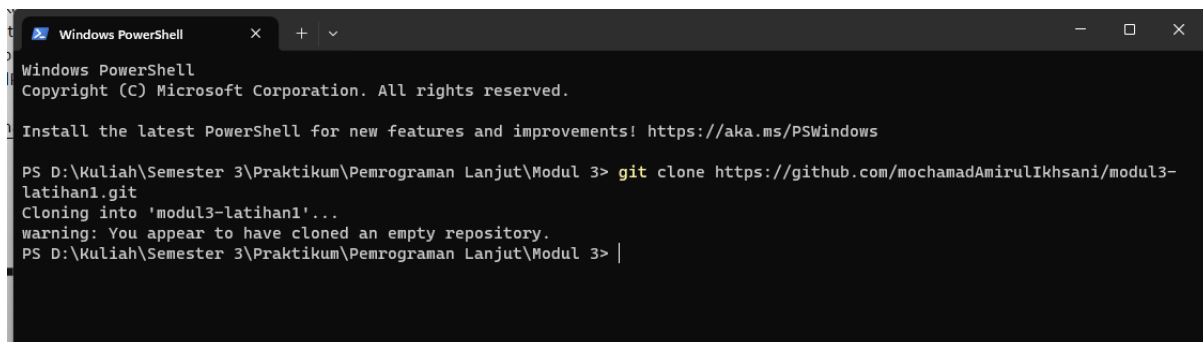 Windows PowerShell
Windows PowerShell
Copyright (C) Microsoft Corporation. All rights reserved.
Install the latest PowerShell for new features and improvements! https://aka.ms/PSWindows
PS D:\Kuliah\Semester 3\Praktikum\Pemrograman Lanjut\Modul 3> git clone https://github.com/mochamadAmirulIkhsani/modul3-
latihan1.git
Cloning into 'modul3-latihan1'...
warning: You appear to have cloned an empty repository.
PS D:\Kuliah\Semester 3\Praktikum\Pemrograman Lanjut\Modul 3>